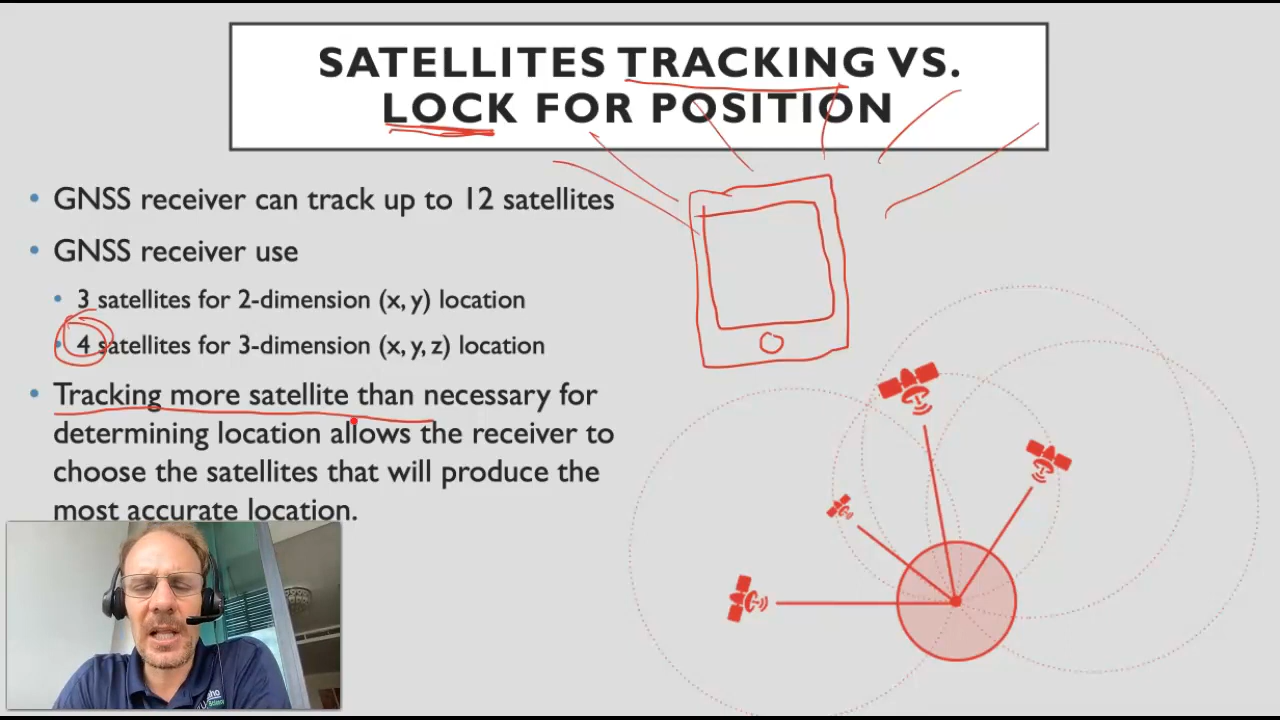 SATELLITES TRACKING VS.
LOCK FOR POSITION
• GNSS receiver can track up to 12 satellites
• GNSS receiver use
• 3 satellites for 2-dimension (x, y) location
• 4 satellites for 3-dimension (x, y, z) location
• Tracking more satellite than necessary for
determining location allows the receiver to
choose the satellites that will produce the
most accurate location.